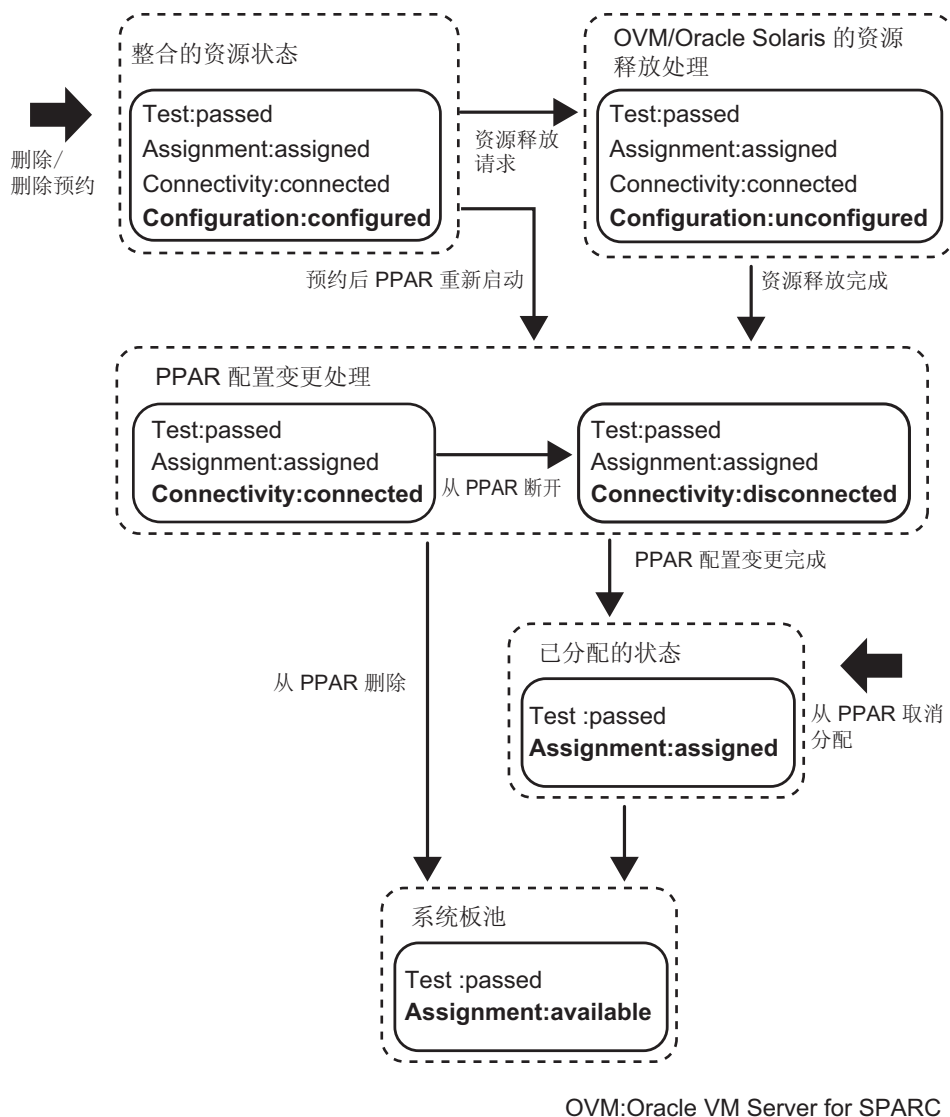 整合的资源状态
Test:passed
Assignment:assigned
Connectivity:connected
Configuration:configured
删除/
删除预约
资源释放
请求
OVM/Oracle Solaris 的资源
释放处理
Test:passed
Assignment:assigned
Connectivity:connected
Configuration:unconfigured
预约后 PPAR 重新启动
资源释放完成
PPAR 配置变更处理
Test:passed
Assignment:assigned
Connectivity:connected
从 PPAR 断开
Test:passed
Assignment:assigned
Connectivity:disconnected
PPAR 配置变更完成
从 PPAR 删除
已分配的状态
Test :passed
Assignment:assigned
从 PPAR 取消
分配
系统板池
Test :passed
Assignment:available
OVM:Oracle VM Server for SPARC